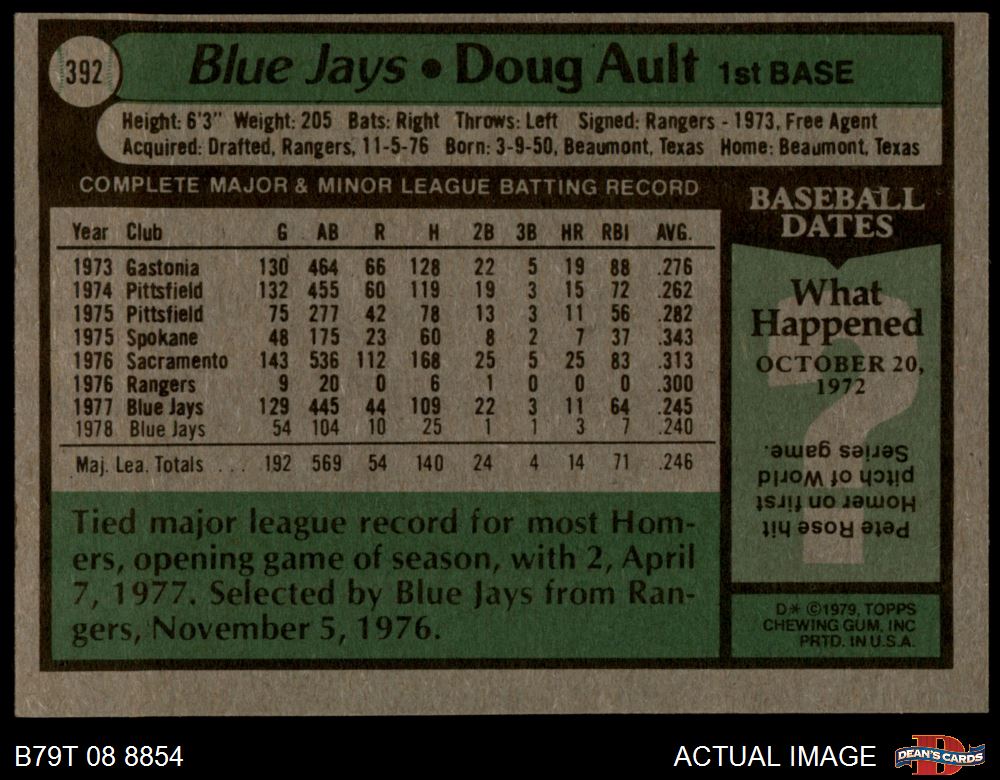 392 Blue Jays • Doug Ault 1st BASE
Height: 6'3" Weight: 205 Bats: Right Throws: Left Signed: Rangers - 1973, Free Agent
Acquired: Drafted, Rangers, 11-5-76 Born: 3-9-50, Beaumont, Texas Home: Beaumont, Texas
COMPLETE MAJOR & MINOR LEAGUE BATTING RECORD
Year Club G AB R H 2B 3B HR RBI AVG.
1973 Gastonia 130 464 66 128 22 5 19 88 .276
1974 Pittsfield 132 455 60 119 19 3 15 72 .262
1975 Pittsfield 75 277 42 78 13 3 11 56 .282
1975 Spokane 48 175 23 60 8 2 7 37 .343
1976 Sacramento 143 536 112 168 25 5 25 83 .313
1976 Rangers 9 20 0 6 1 0 0 0 .300
1977 Blue Jays 129 445 44 109 22 3 11 64 .245
1978 Blue Jays 54 104 10 25 1 1 3 7 .240
Maj. Lea. Totals ... 192 569 54 140 24 4 14 71 .246
Tied major league record for most Hom-
ers, opening game of season, with 2, April
7, 1977. Selected by Blue Jays from Ran-
gers, November 5, 1976.
BASEBALL
DATES
What
Happened
OCTOBER 20,
1972
?
Pete Rose hit
Homer on first
pitch of World
Series game.
D* ©1979, TOPPS
CHEWING GUM, INC
PRTD. IN U.S.A.
B79T 08 8854
ACTUAL IMAGE
D
DEAN'S CARDS